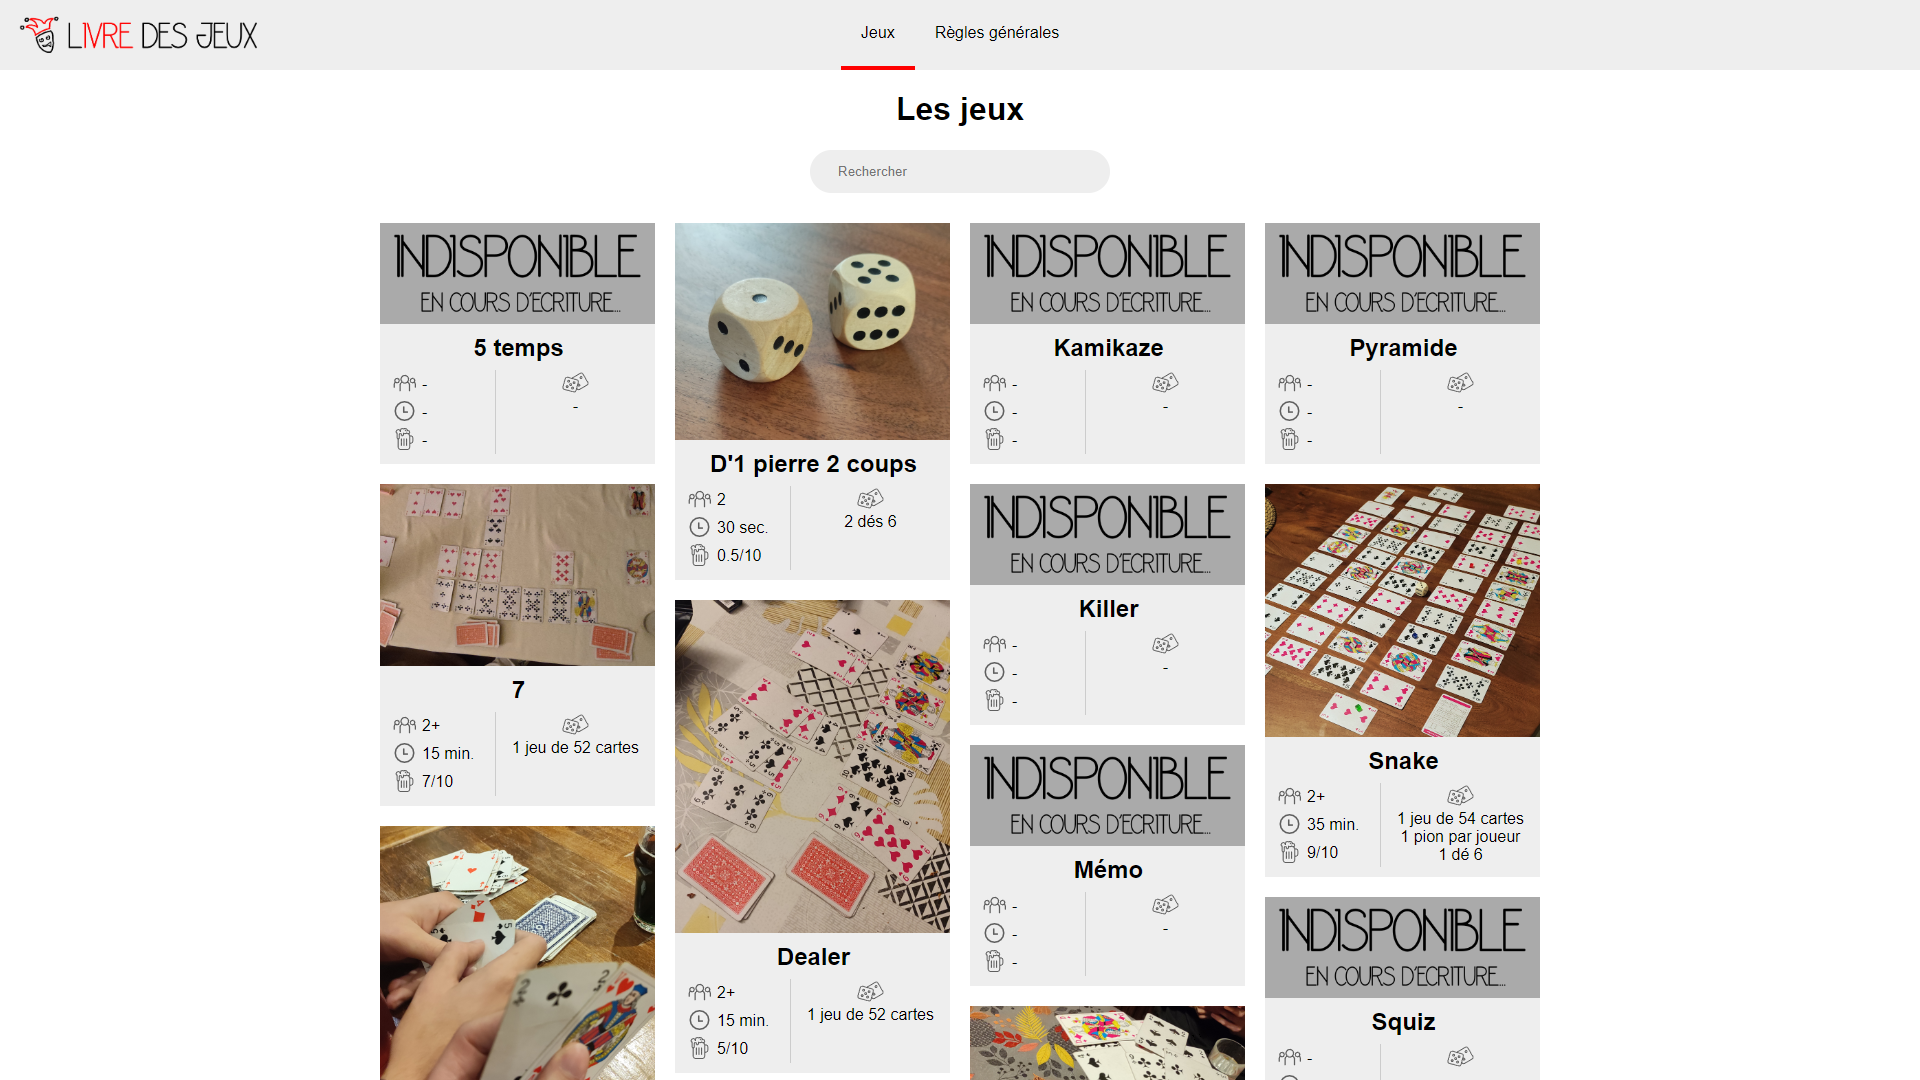 LIVRE DES JEUX
Jeux
Règles générales
Les jeux
Rechercher
INDISPONIBLE
EN COURS D'ECRITURE...
5 temps
-
-
-
-
7
2+
15 min.
7/10
1 jeu de 52 cartes
D'1 pierre 2 coups
2
30 sec.
0.5/10
2 dés 6
Dealer
2+
15 min.
5/10
1 jeu de 52 cartes
INDISPONIBLE
EN COURS D'ECRITURE...
Kamikaze
-
-
-
-
INDISPONIBLE
EN COURS D'ECRITURE...
Killer
-
-
-
-
INDISPONIBLE
EN COURS D'ECRITURE...
Mémo
-
-
-
-
INDISPONIBLE
EN COURS D'ECRITURE...
Pyramide
-
-
-
-
Snake
2+
35 min.
9/10
1 jeu de 54 cartes
1 pion par joueur
1 dé 6
INDISPONIBLE
EN COURS D'ECRITURE...
Squiz
-